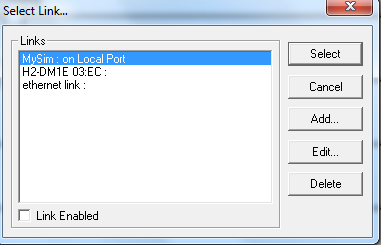 Select Link...
Links
MySim : on Local Port
H2-DM1E 03:EC :
ethernet link :
Link Enabled
Select
Cancel
Add...
Edit...
Delete